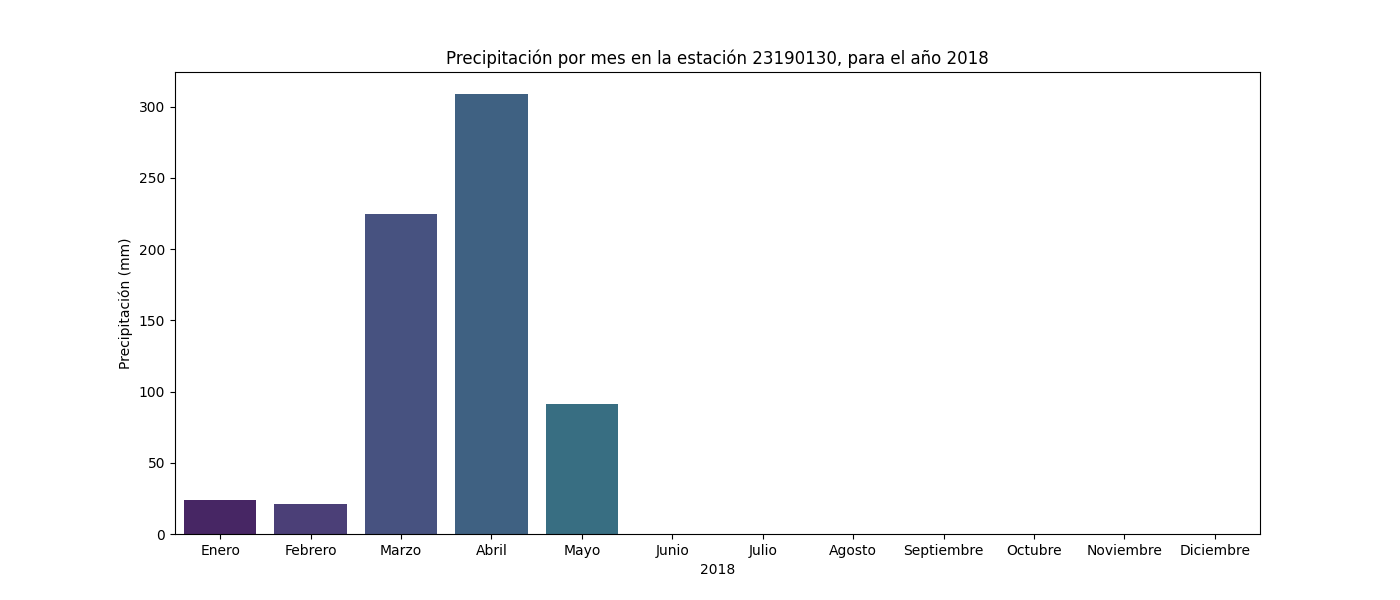 Precipitación por mes en la estación 23190130, para el año 2018
Precipitación (mm)
300
250
200
150
100
50
0
Enero Febrero Marzo Abril Mayo Junio Julio Agosto Septiembre Octubre Noviembre Diciembre
2018